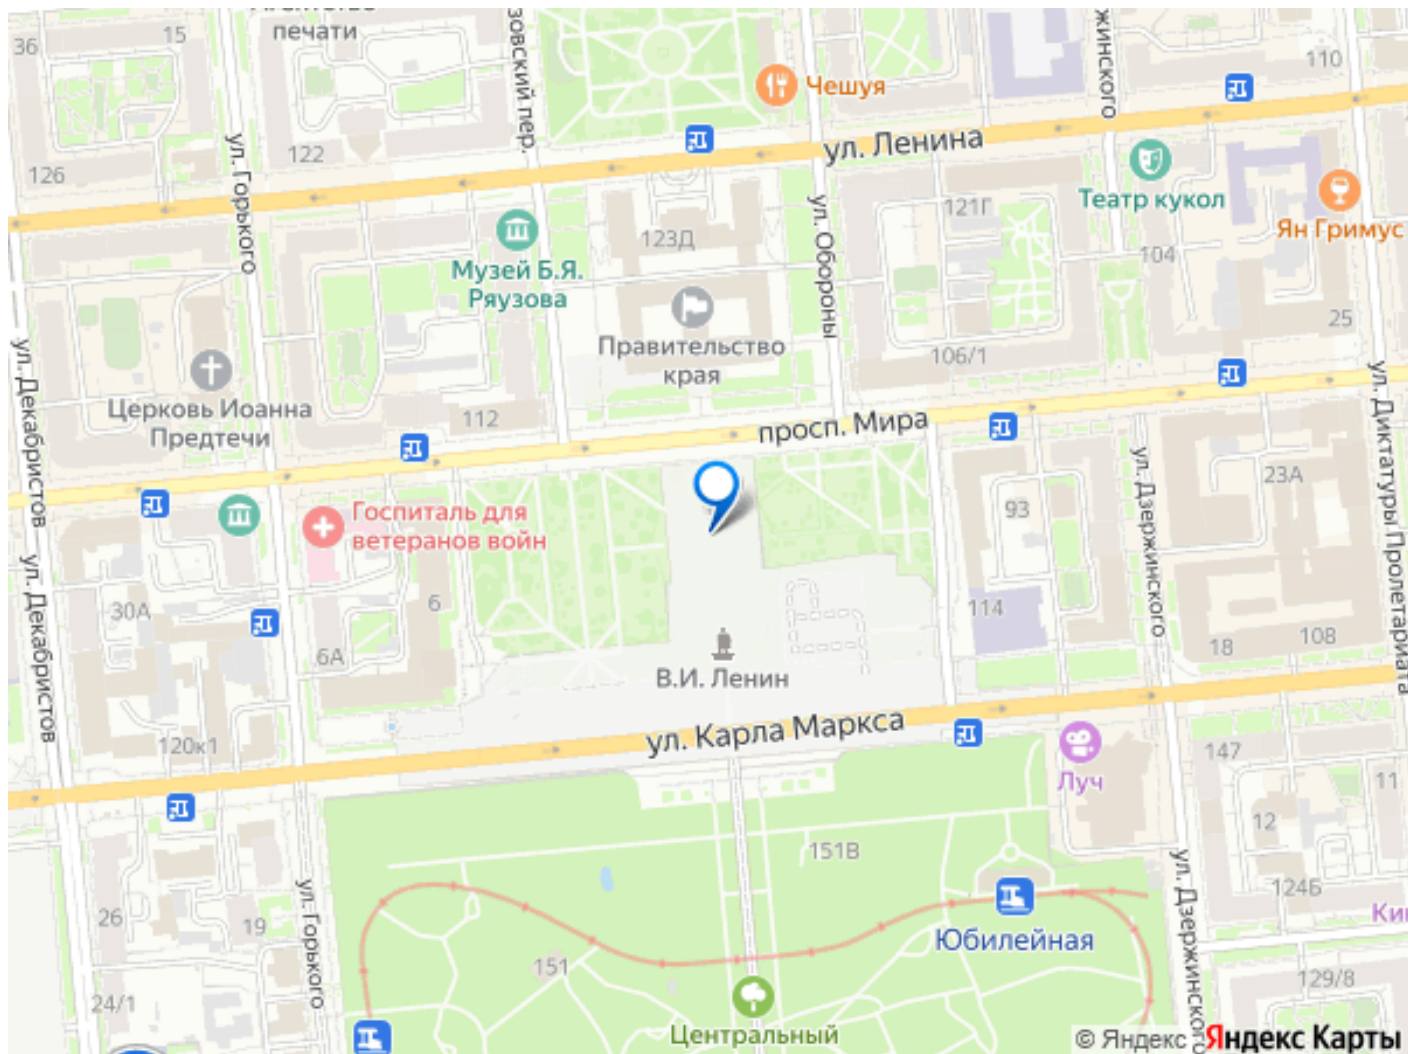 печати
36
15
зовский пер.
жинского
110
Чешуя
ул. Ленина
ул. Горького
122
126
Театр кукол
121Г
ул. Обороны
Ян Гримус
123Д
104
Музей Б.Я.
Ряузова
Правительство
края
25
106/1
ул. Декабристов
Церковь Иоанна
Предтечи
112
просп. Мира
ул. Диктатуры Пролетариата
ул. Дзержинского
23А
93
Госпиталь для
ветеранов войн
ул. Декабристов
30А
6
114
6А
108
18
В.И. Ленин
ул. Карла Маркса
120к1
147
Луч
11
12
151В
ул. Дзержинского
124Б
ул. Горького
26
19
Ки
Юбилейная
151
129/8
24/1
Центральный
© Яндекс Яндекс Карты